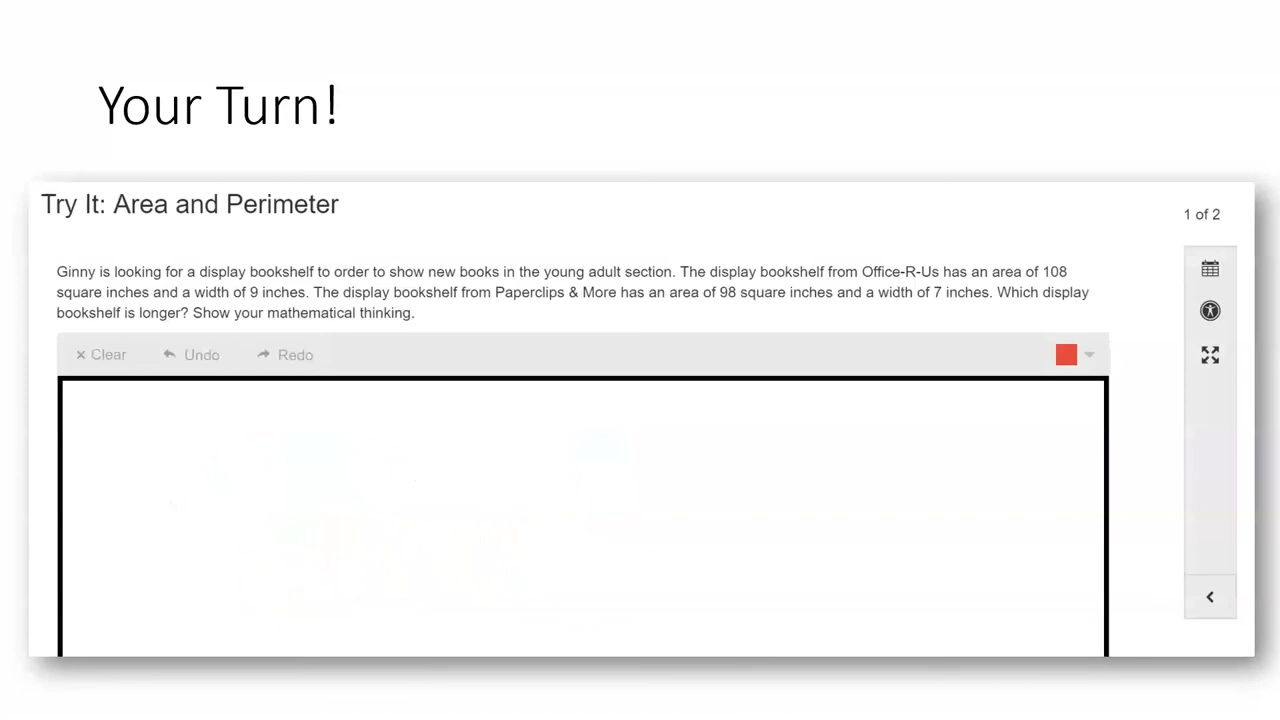 Your Turn!
Try It: Area and Perimeter
1 of 2
Ginny is looking for a display bookshelf to order to show new books in the young adult section. The display bookshelf from Office-R-Us has an area of 108
square inches and a width of 9 inches. The display bookshelf from Paperclips & More has an area of 98 square inches and a width of 7 inches. Which display
bookshelf is longer? Show your mathematical thinking.
Clear Undo Redo